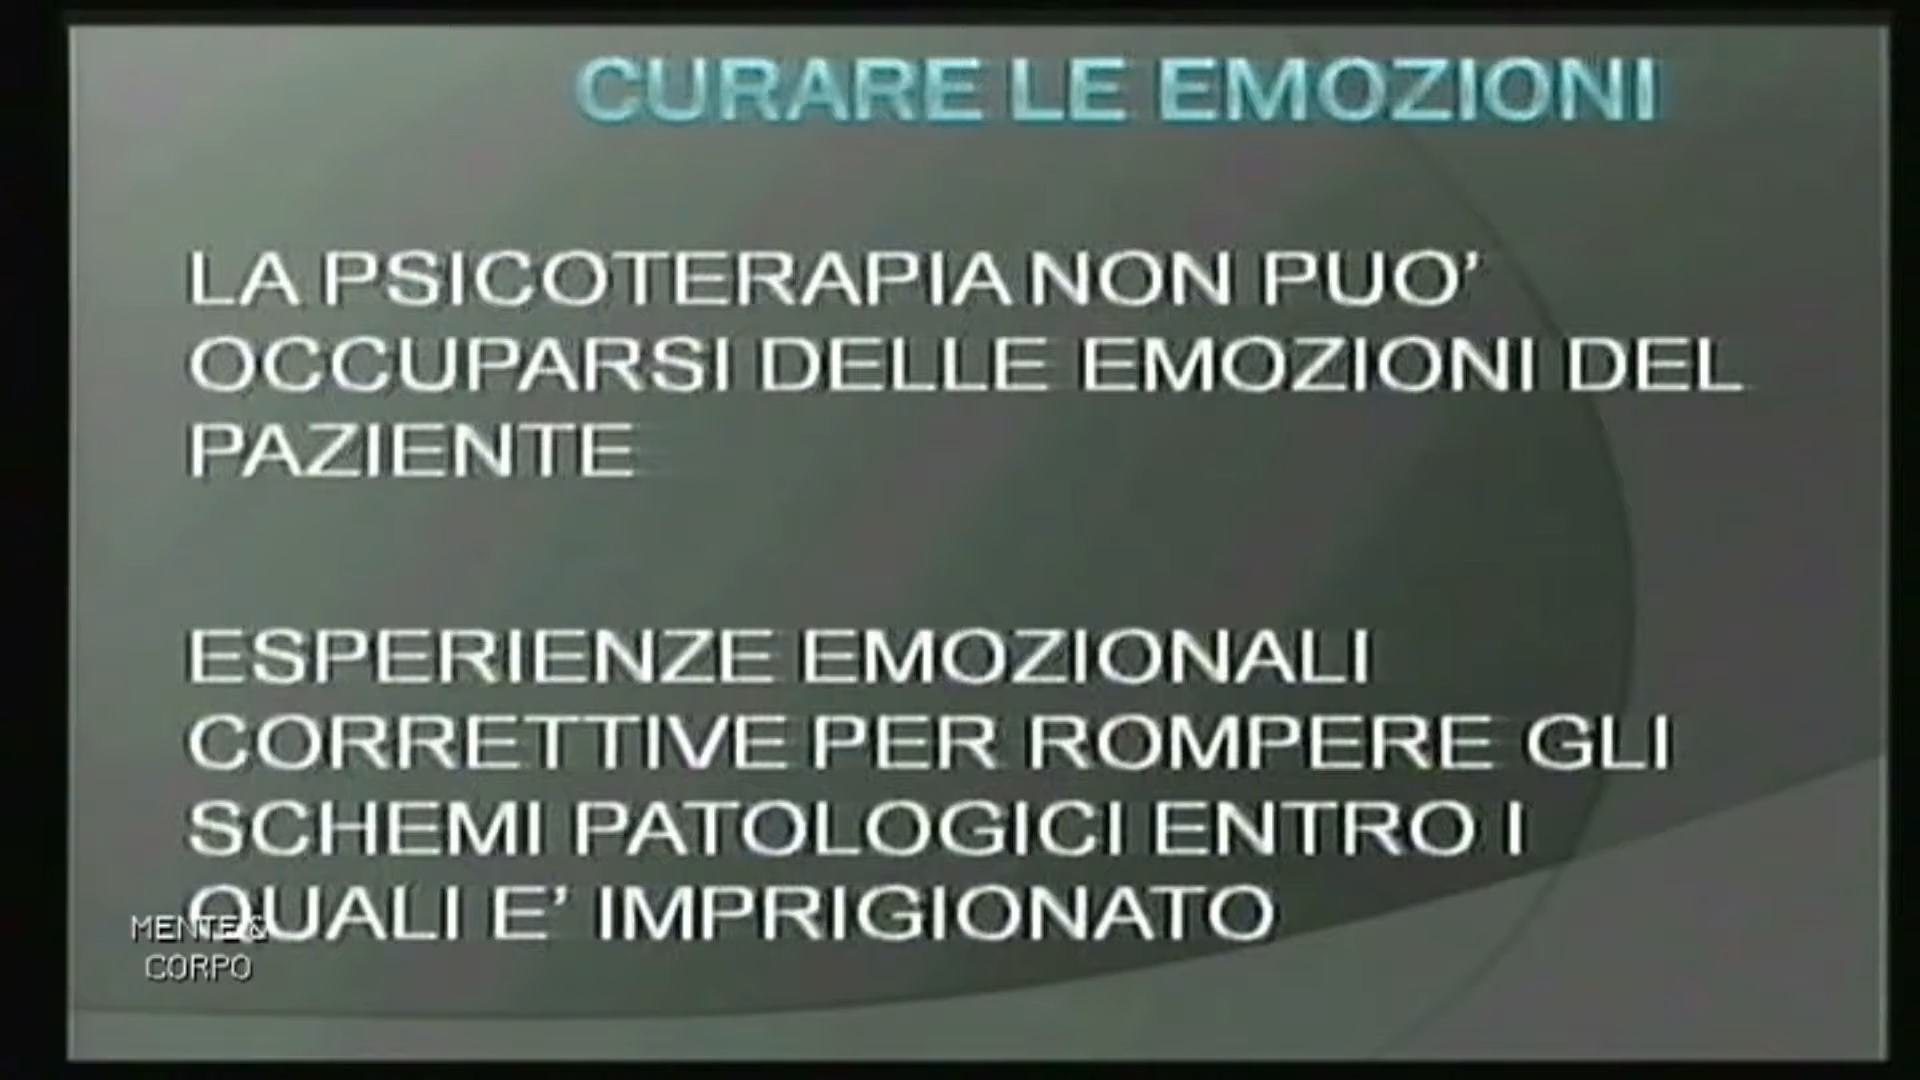 CURARE LE EMOZIONI
LA PSICOTERAPIA NON PUO'
OCCUPARSI DELLE EMOZIONI DEL
PAZIENTE
ESPERIENZE EMOZIONALI
CORRETTIVE PER ROMPERE GLI
SCHEMI PATOLOGICI ENTRO I
QUALI E' IMPRIGIONATO
MENTE &
CORPO